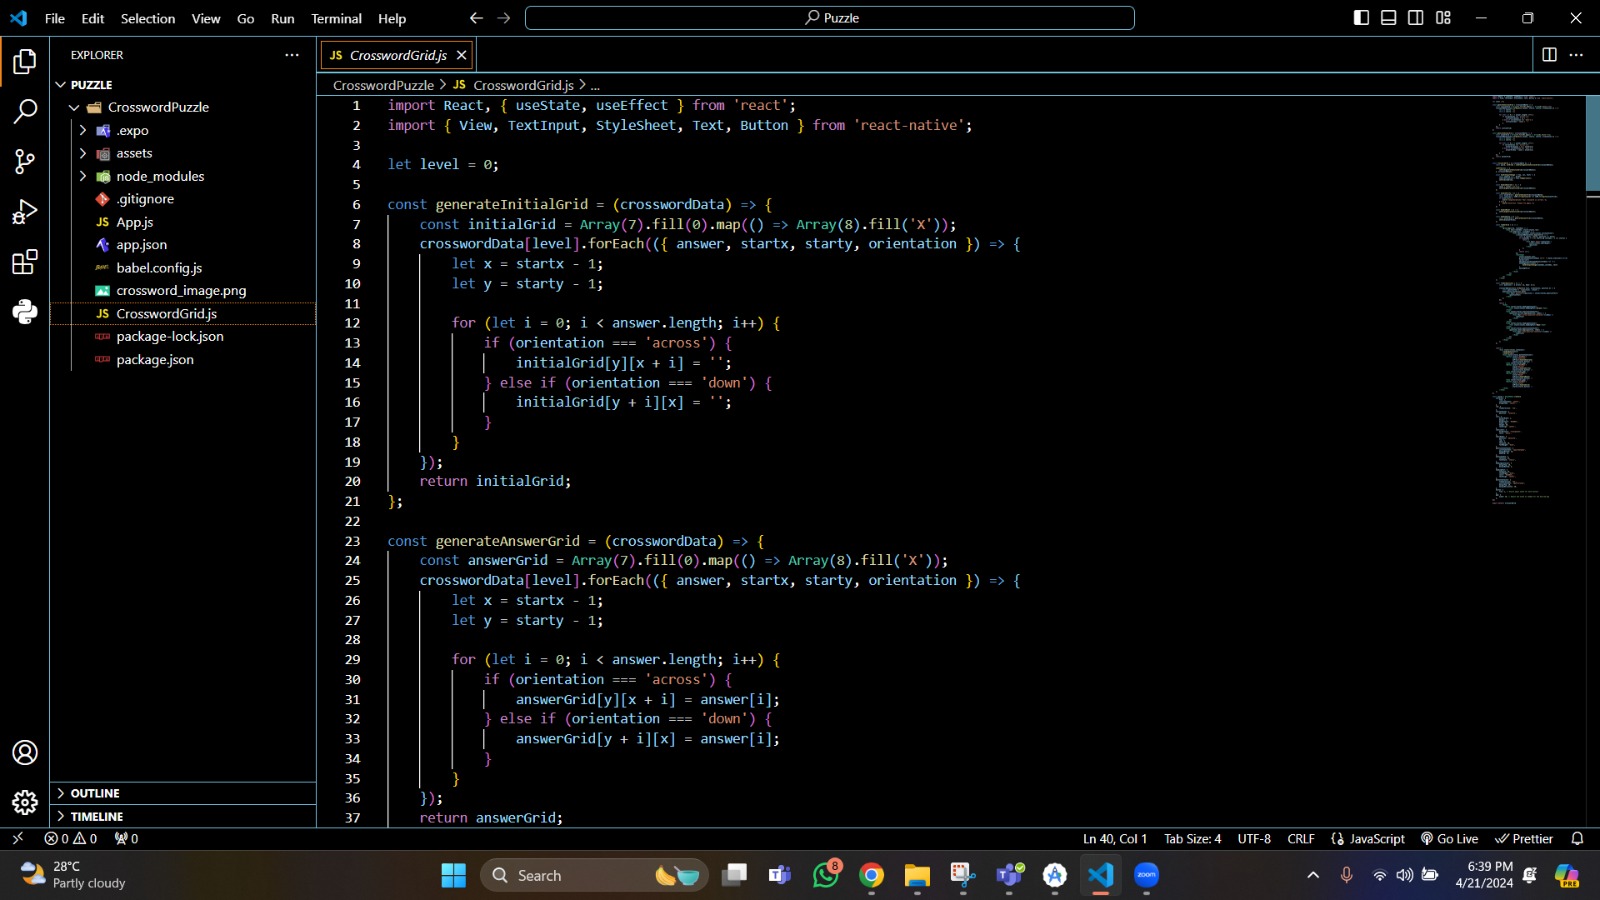 File Edit Selection View Go Run Terminal Help
Puzzle
EXPLORER
PUZZLE
CrosswordPuzzle
.expo
assets
node_modules
.gitignore
JS App.js
app.json
babel.config.js
crossword_image.png
JS CrosswordGrid.js
package-lock.json
package.json
OUTLINE
TIMELINE
JS CrosswordGrid.js
CrosswordPuzzle > JS CrosswordGrid.js > ...
1 import React, { useState, useEffect } from 'react';
2 import { View, TextInput, StyleSheet, Text, Button } from 'react-native';
3
4 let level = 0;
5
6 const generateInitialGrid = (crosswordData) => {
7 const initialGrid = Array(7).fill(0).map(() => Array(8).fill('X'));
8 crosswordData[level].forEach(({ answer, startx, starty, orientation }) => {
9 let x = startx - 1;
10 let y = starty - 1;
11
12 for (let i = 0; i < answer.length; i++) {
13 if (orientation === 'across') {
14 initialGrid[y][x + i] = '';
15 } else if (orientation === 'down') {
16 initialGrid[y + i][x] = '';
17 }
18 }
19 });
20 return initialGrid;
21 };
22
23 const generateAnswerGrid = (crosswordData) => {
24 const answerGrid = Array(7).fill(0).map(() => Array(8).fill('X'));
25 crosswordData[level].forEach(({ answer, startx, starty, orientation }) => {
26 let x = startx - 1;
27 let y = starty - 1;
28
29 for (let i = 0; i < answer.length; i++) {
30 if (orientation === 'across') {
31 answerGrid[y][x + i] = answer[i];
32 } else if (orientation === 'down') {
33 answerGrid[y + i][x] = answer[i];
34 }
35 }
36 });
37 return answerGrid;
0 0 0
Ln 40, Col 1 Tab Size: 4 UTF-8 CRLF {} JavaScript Go Live Prettier
28°C
Partly cloudy
Search
8
zoom
6:39 PM
4/21/2024
PRE